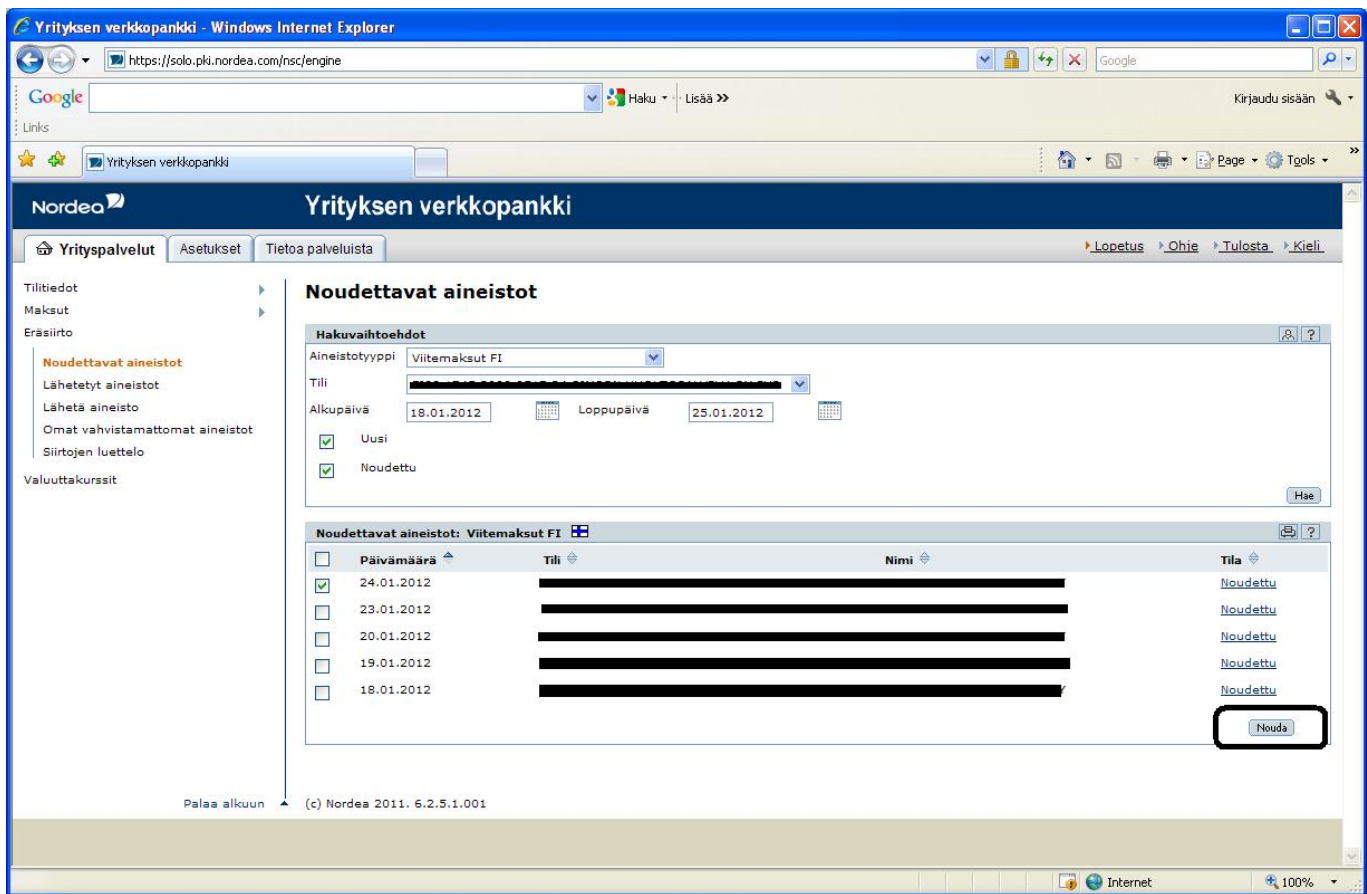 Yrityksen verkkopankki - Windows Internet Explorer
https://solo.pki.nordea.com/nsc/engine
Google
Google
Haku
Lisää
Kirjaudu sisään
Links
Yrityksen verkkopankki
Page
Tools
Nordea
Yrityksen verkkopankki
Yrityspalvelut Asetukset Tietoa palveluista
Lopetus Ohje Tulosta Kieli
Tilitiedot
Maksut
Eräsiirto
Noudettavat aineistot
Lähetetyt aineistot
Lähetä aineisto
Omat vahvistamattomat aineistot
Siirtojen luettelo
Valuuttakurssit
Noudettavat aineistot
Hakuvaihtoehdot ?
Aineistotyyppi Viitemaksut FI
Tili
Alkupäivä 18.01.2012 Loppupäivä 25.01.2012
Uusi
Noudettu
Hae
Noudettavat aineistot: Viitemaksut FI ?
Päivämäärä Tili Nimi Tila
24.01.2012 Noudettu
23.01.2012 Noudettu
20.01.2012 Noudettu
19.01.2012 Noudettu
18.01.2012 Noudettu
Nouda
Palaa alkuun (c) Nordea 2011. 6.2.5.1.001
Internet 100%